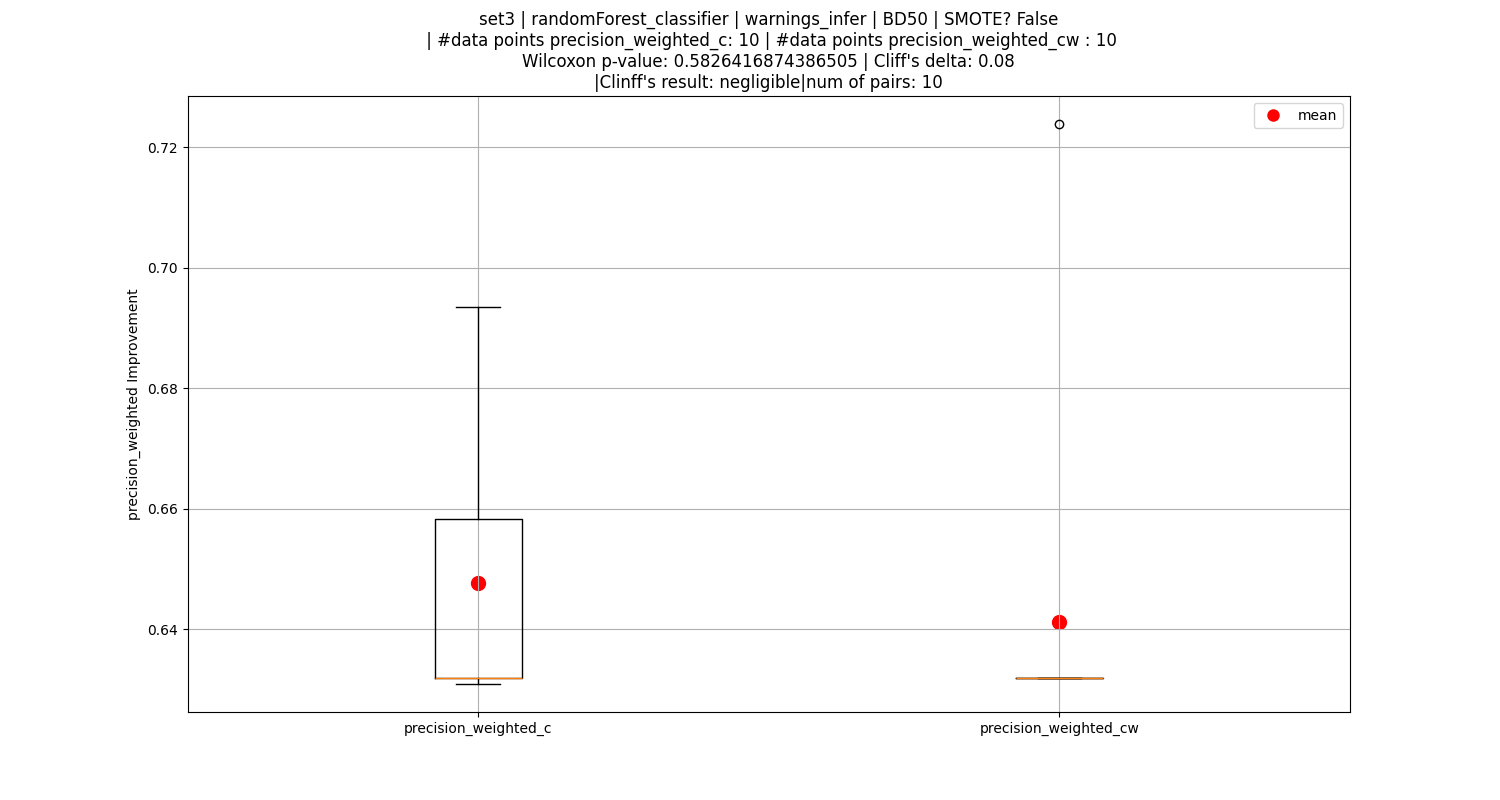 set3 | randomForest_classifier | warnings_infer | BD50 | SMOTE? False
| #data points precision_weighted_c: 10 | #data points precision_weighted_cw : 10
Wilcoxon p-value: 0.5826416874386505 | Cliff's delta: 0.08
|Clinff's result: negligible|num of pairs: 10
mean
0.72
0.70
0.68
0.66
0.64
precision_weighted Improvement
precision_weighted_c
precision_weighted_cw